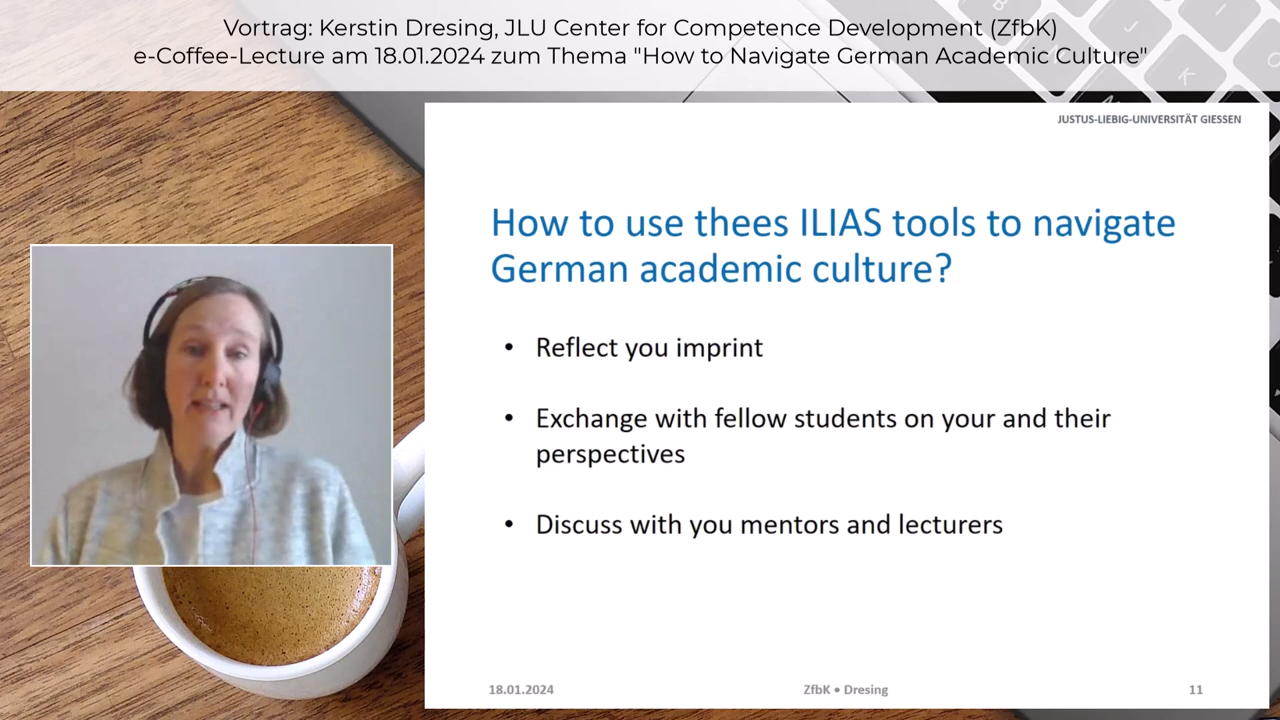 Vortrag: Kerstin Dresing, JLU Center for Competence Development (ZfbK)
e-Coffee-Lecture am 18.01.2024 zum Thema "How to Navigate German Academic Culture"
JUSTUS-LIEBIG-UNIVERSITÄT GIESSEN
How to use thees ILIAS tools to navigate
German academic culture?
• Reflect you imprint
• Exchange with fellow students on your and their
perspectives
• Discuss with you mentors and lecturers
18.01.2024 ZfbK • Dresing 11